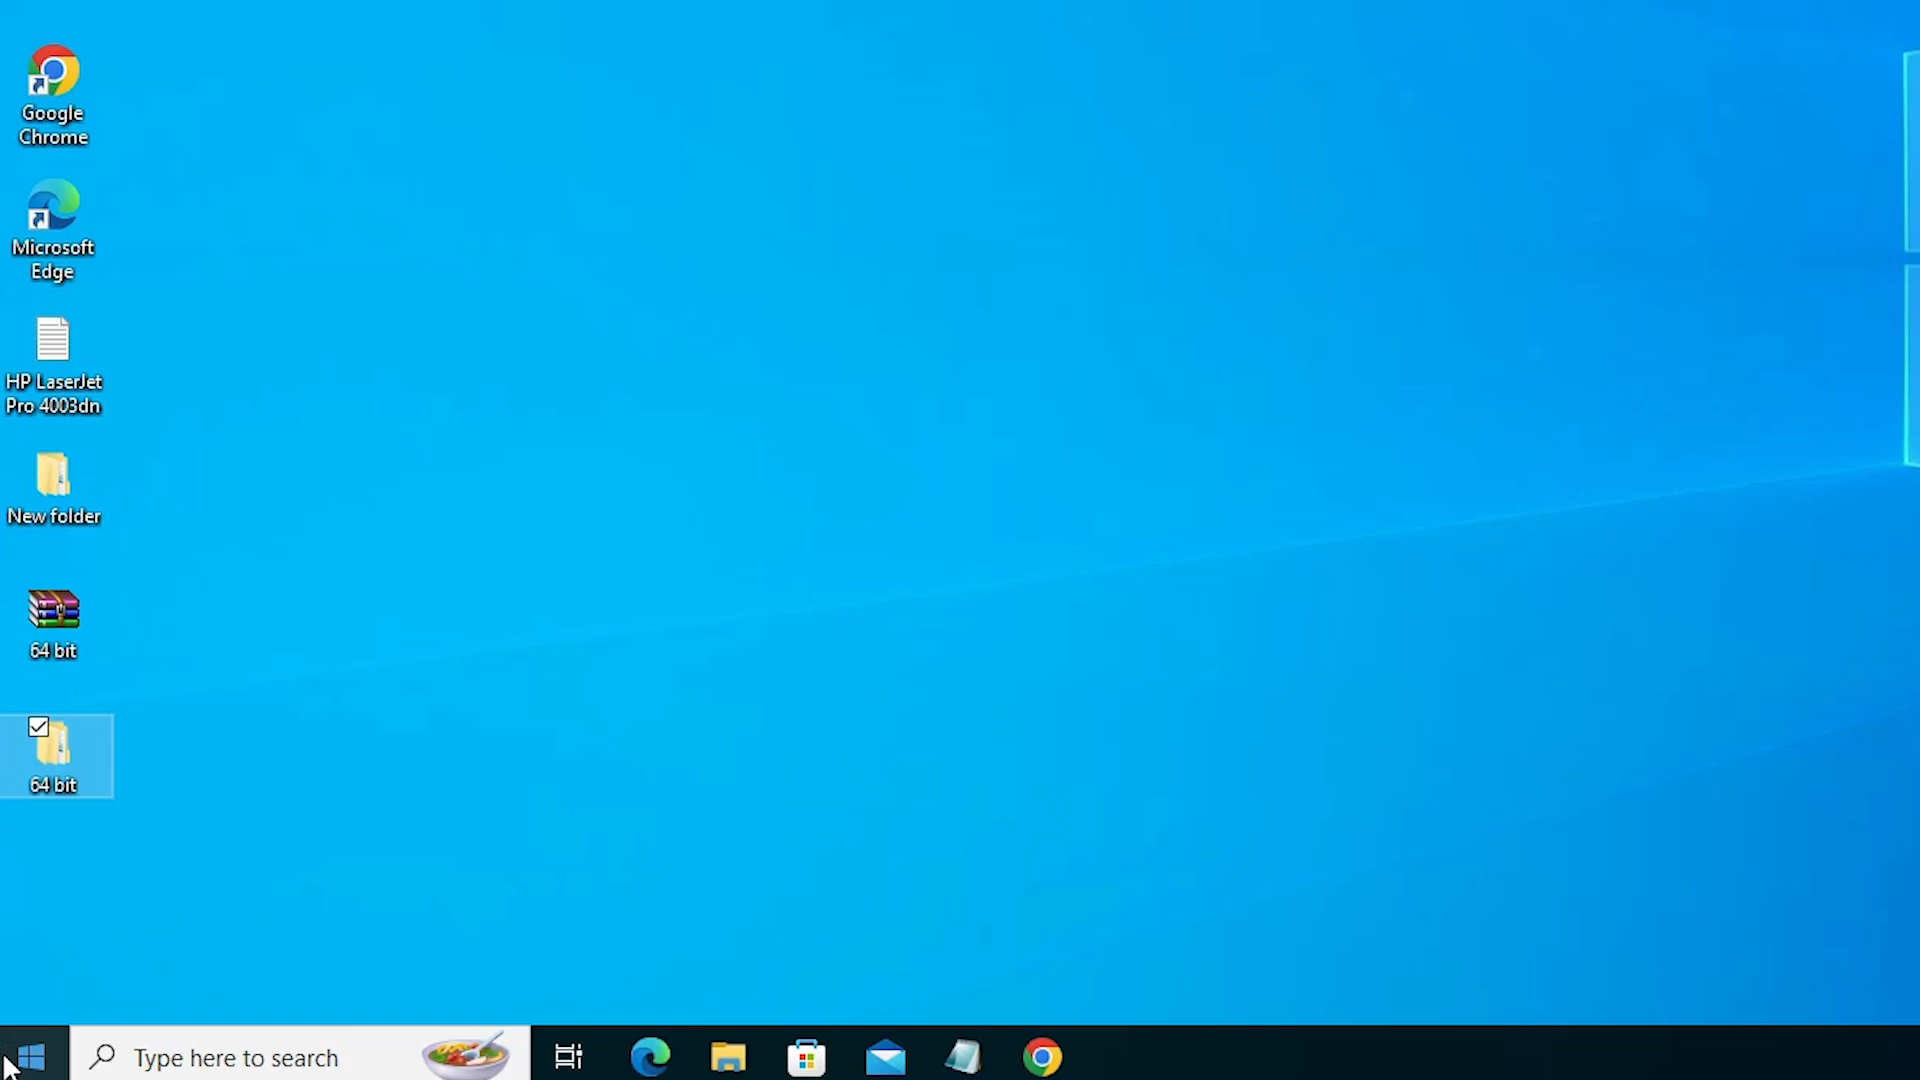 Google
Chrome
Microsoft
Edge
HP LaserJet
Pro 4003dn
New folder
64 bit
64 bit
Type here to search